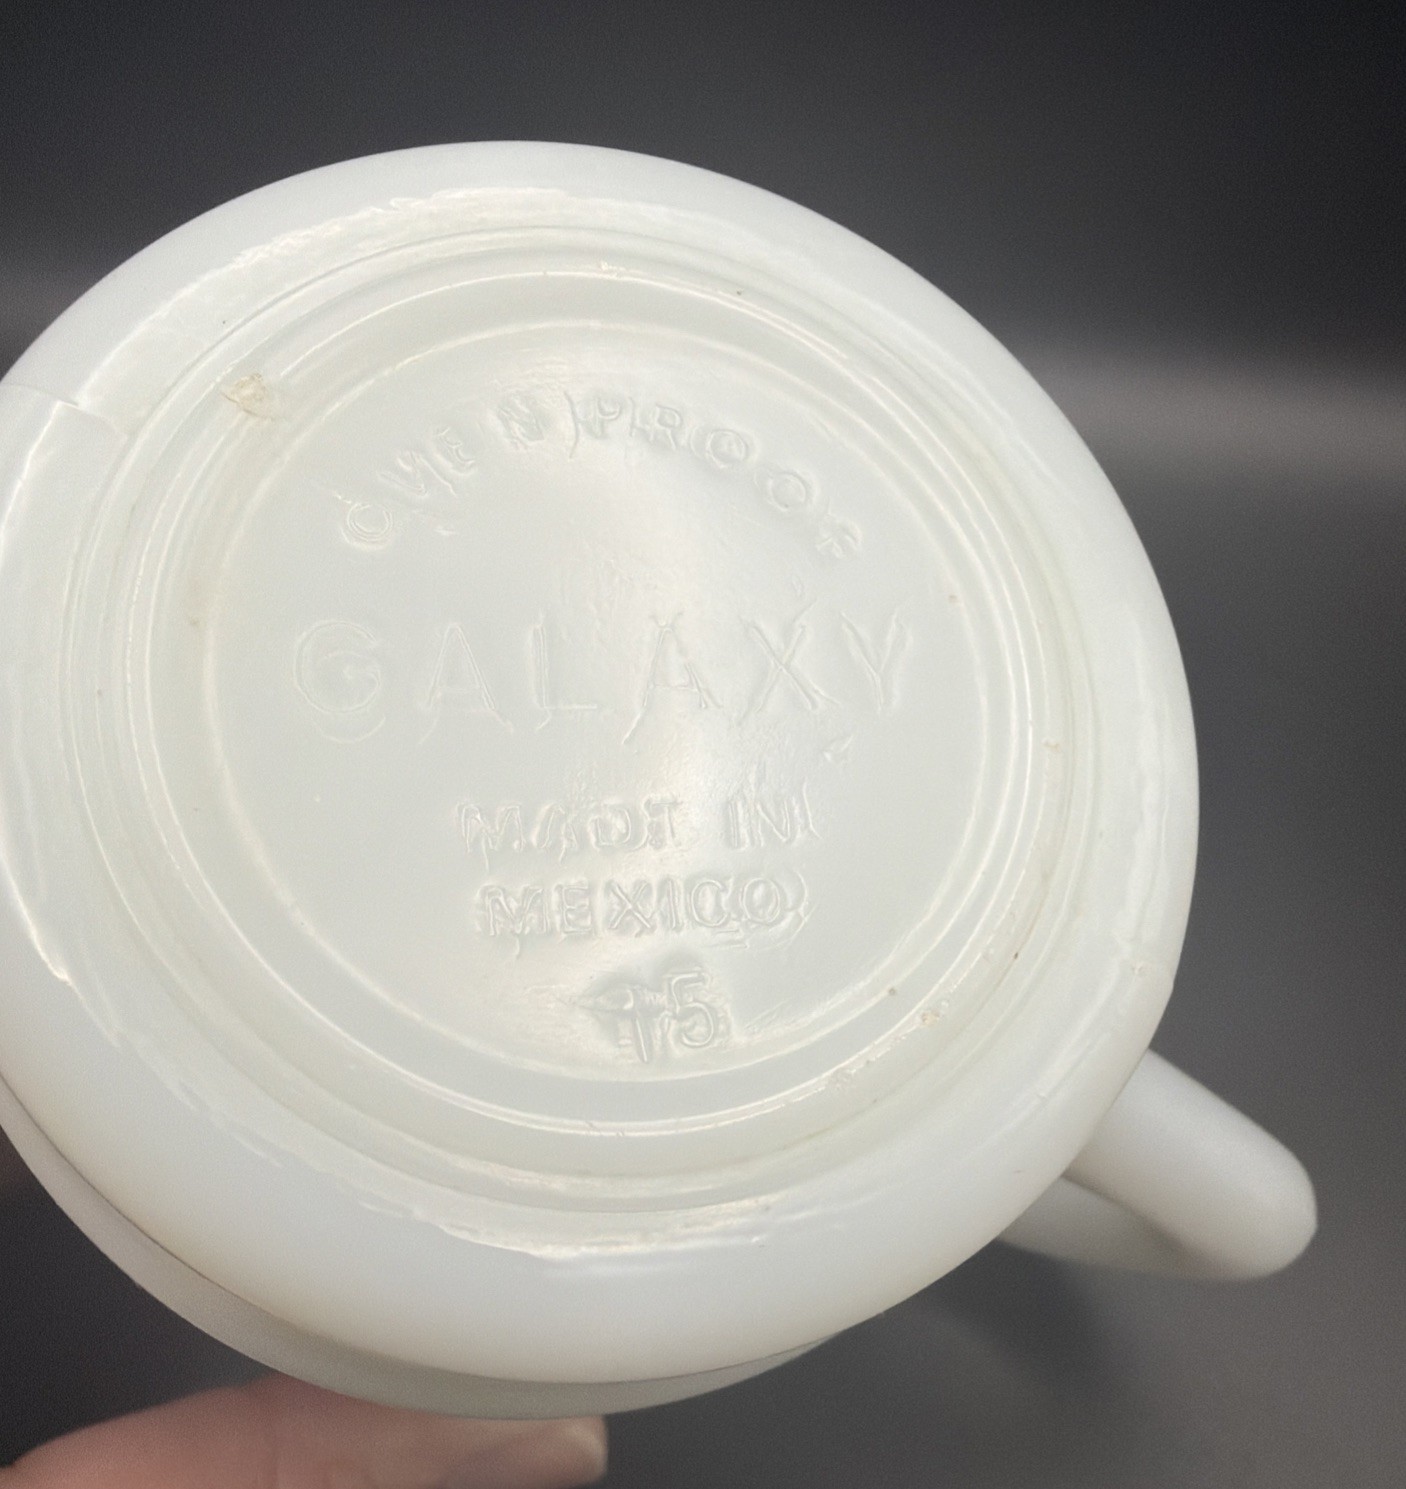 OVEN PROOF
GALAXY
MADE IN
MEXICO
15